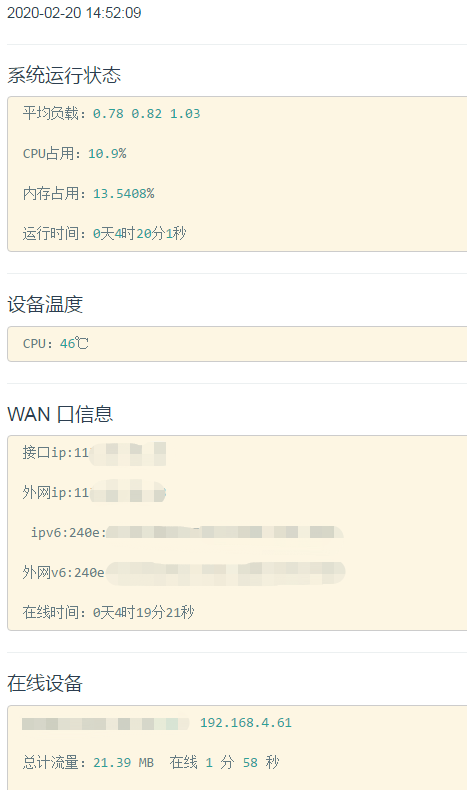 2020-02-20 14:52:09
系统运行状态
平均负载：0.78 0.82 1.03
CPU占用：10.9%
内存占用：13.5408%
运行时间：0天4时20分1秒
设备温度
CPU：46℃
WAN 口信息
接口ip:11
外网ip:11
ipv6:240e:
外网v6:240e
在线时间：0天4时19分21秒
在线设备
192.168.4.61
总计流量：21.39 MB 在线 1 分 58 秒